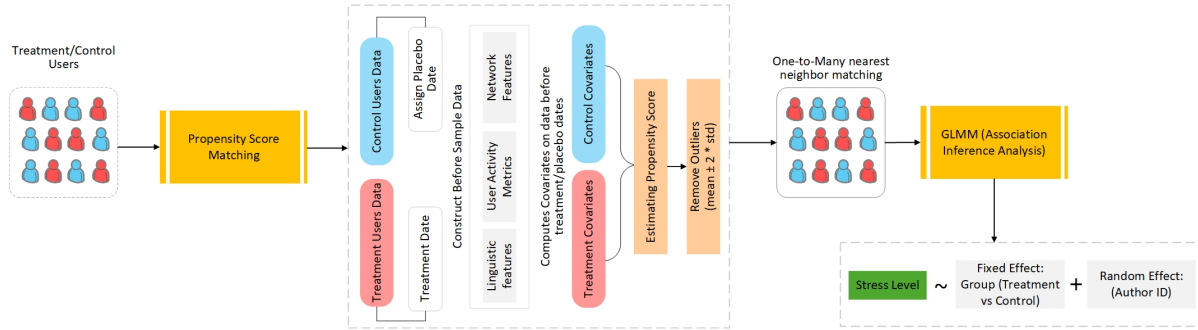 Treatment/Control
Users
Propensity Score
Matching
Control Users Data
Treatment Users Data
Assign Placebo
Date
Treatment Date
Construct Before Sample Data
Network
Features
User Activity
Metrics
Linguistic
features
Computes Covariates on data before
treatment/placebo dates
Control Covariates
Treatment Covariates
Estimating Propensity Score
Remove Outliers
(mean ± 2 * std)
One-to-Many nearest
neighbor matching
GLMM (Association
Inference Analysis)
Stress Level
~
Fixed Effect:
Group (Treatment
vs Control)
+
Random Effect:
(Author ID)